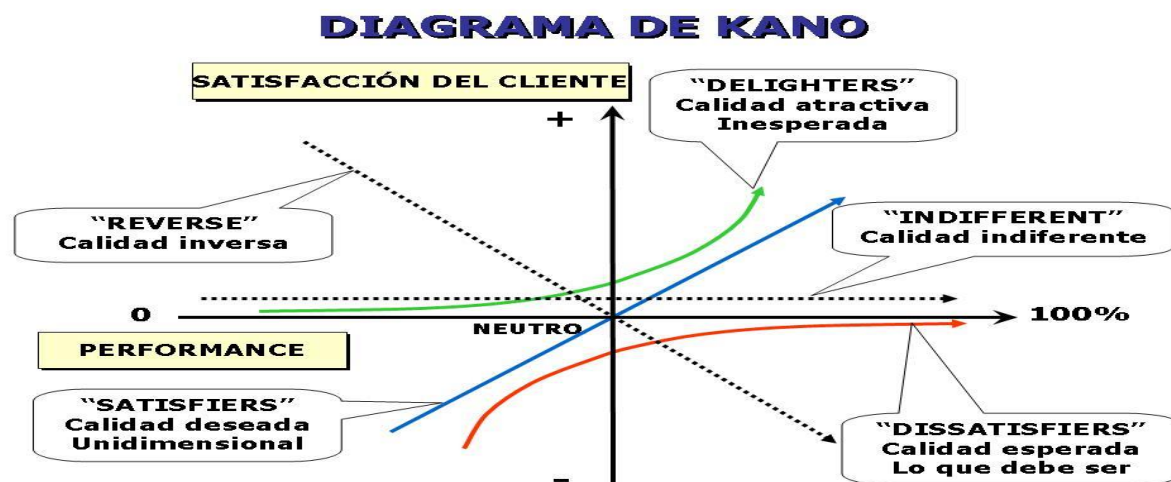 DIAGRAMA DE KANO
SATISFACCIÓN DEL CLIENTE
“DELIGHTERS”
Calidad atractiva
Inesperada
+
“REVERSE”
Calidad inversa
“INDIFFERENT”
Calidad indiferente
0
NEUTRO
100%
PERFORMANCE
“SATISFIERS”
Calidad deseada
Unidimensional
“DISSATISFIERS”
Calidad esperada
Lo que debe ser
-